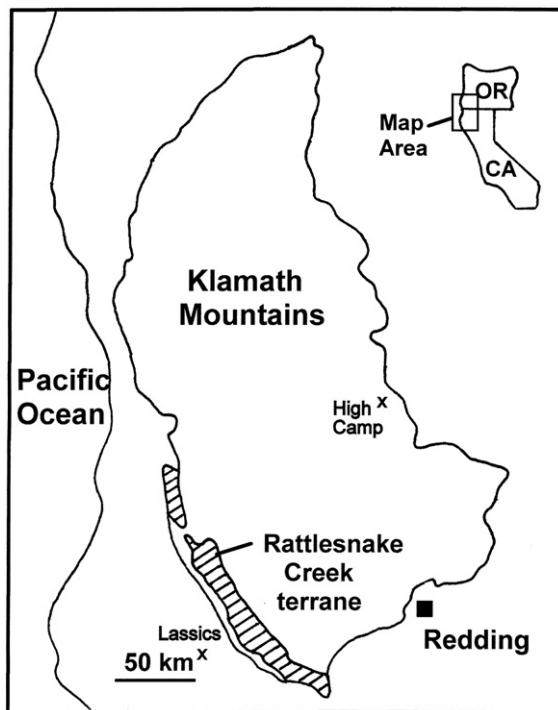 OR
Map
Area
CA
Klamath
Mountains
Pacific
Ocean
High x
Camp
Rattlesnake
Creek
terrane
Lassics x
50 km
Redding